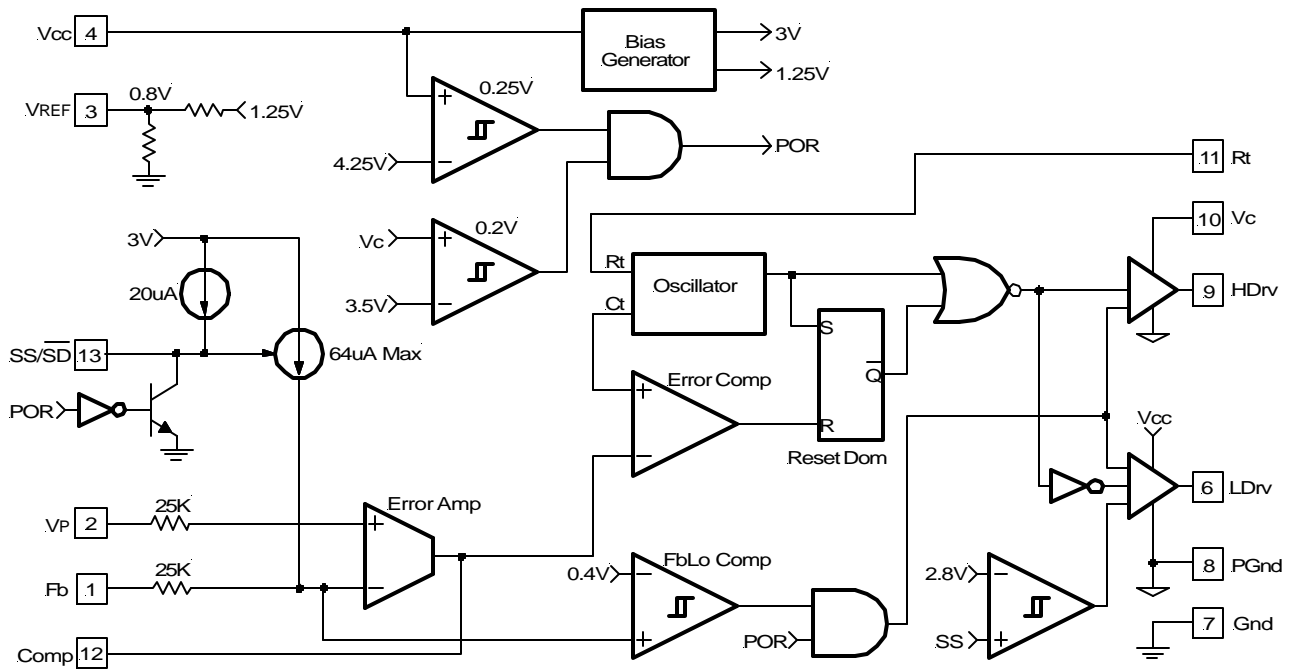 Vcc 4
Bias
Generator
3V
1.25V
VREF 3
0.8V
1.25V
0.25V
4.25V
POR
11 Rt
0.2V
Vc
3.5V
10 Vc
3V
20uA
Rt
Ct
Oscillator
9 HDrv
SS/SD 13
64uA Max
S
Q
R
Error Comp
POR
Reset Dom
Vcc
6 LDrv
VP 2
25K
Error Amp
Fb 1
25K
0.4V
FbLo Comp
2.8V
8 PGnd
POR
SS
7 Gnd
Comp 12